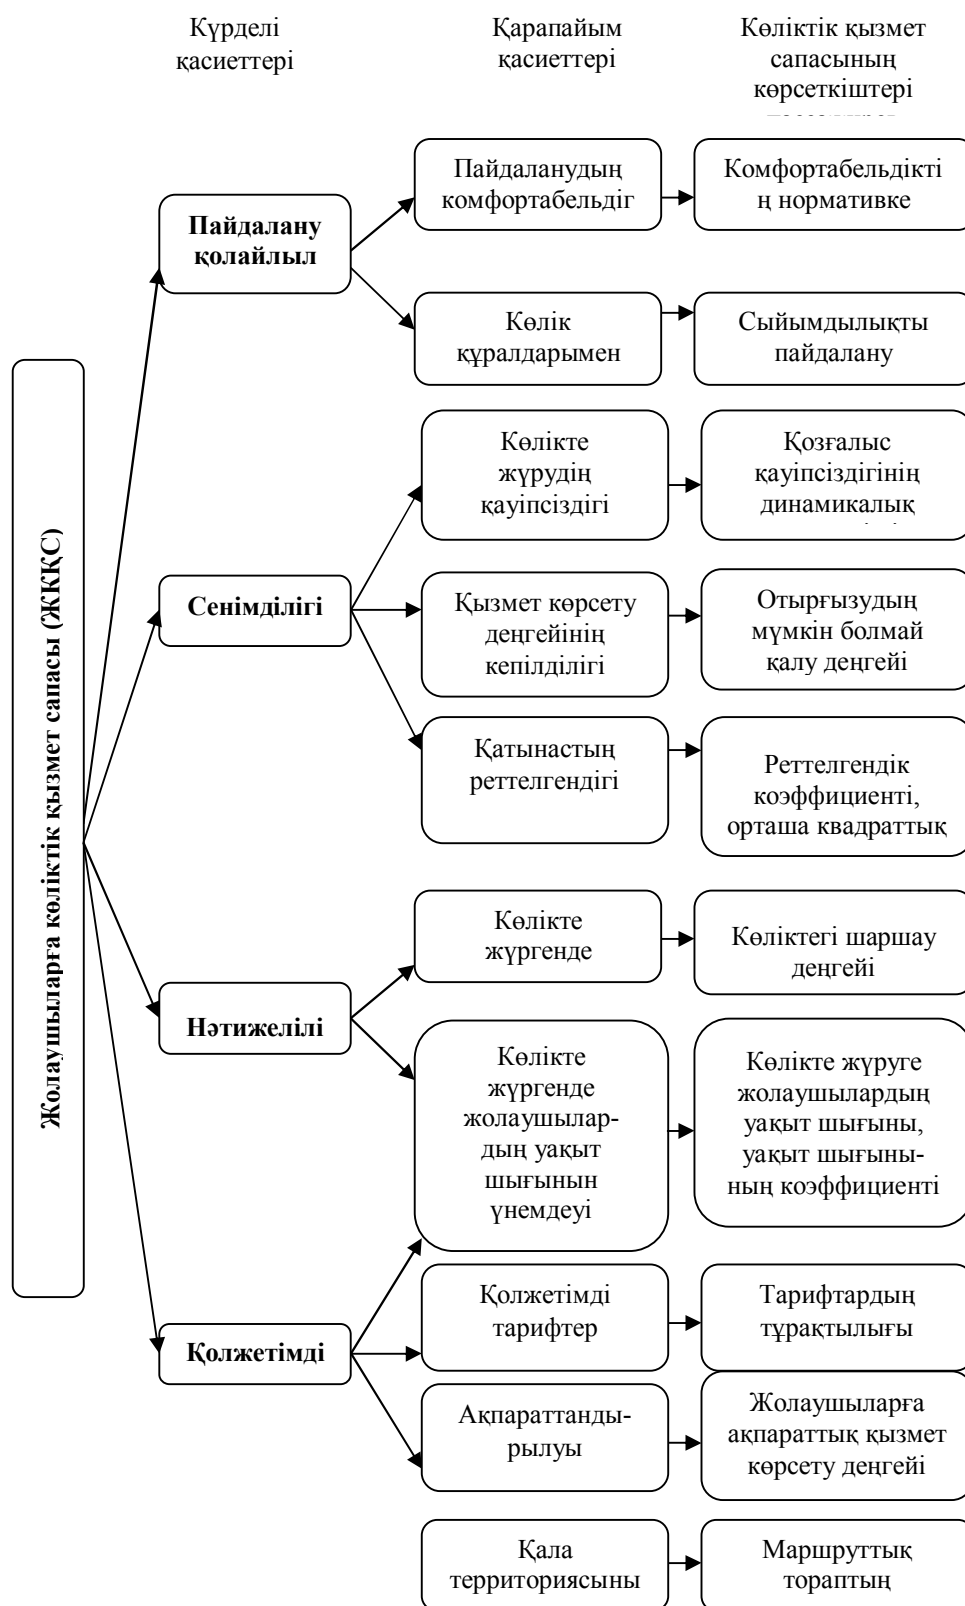 Күрделі
қасиеттері
Қарапайым
қасиеттері
Көліктік қызмет
сапасының
көрсеткіштері
Жолаушыларға көліктік қызмет сапасы (ЖКҚС)
Пайдалану
қолайлыл
Пайдаланудың
комфортабельдіг
Комфортабельдікті
ң нормативке
Көлік
құралдарымен
Сыйымдылықты
пайдалану
Сенімділігі
Көлікте
жүрудің
қауіпсіздігі
Қозғалыс
қауіпсіздігінің
динамикалық
Қызмет көрсету
деңгейінің
кепілділігі
Отырғызудың
мүмкін болмай
қалу деңгейі
Қатынастың
реттелгендігі
Реттелгендік
коэффициенті,
орташа квадраттық
Нәтижелілі
Көлікте
жүргенде
Көліктегі шаршау
деңгейі
Көлікте
жүргенде
жолаушылар-
дың уақыт
шығынын
үнемдеуі
Көлікте жүруге
жолаушылардың
уақыт шығыны,
уақыт шығыны-
ның коэффициенті
Қолжетімді
Қолжетімді
тарифтер
Тарифтардың
тұрақтылығы
Ақпараттанды-
рылуы
Жолаушыларға
ақпараттық қызмет
көрсету деңгейі
Қала
территориясыны
Маршруттық
тораптың